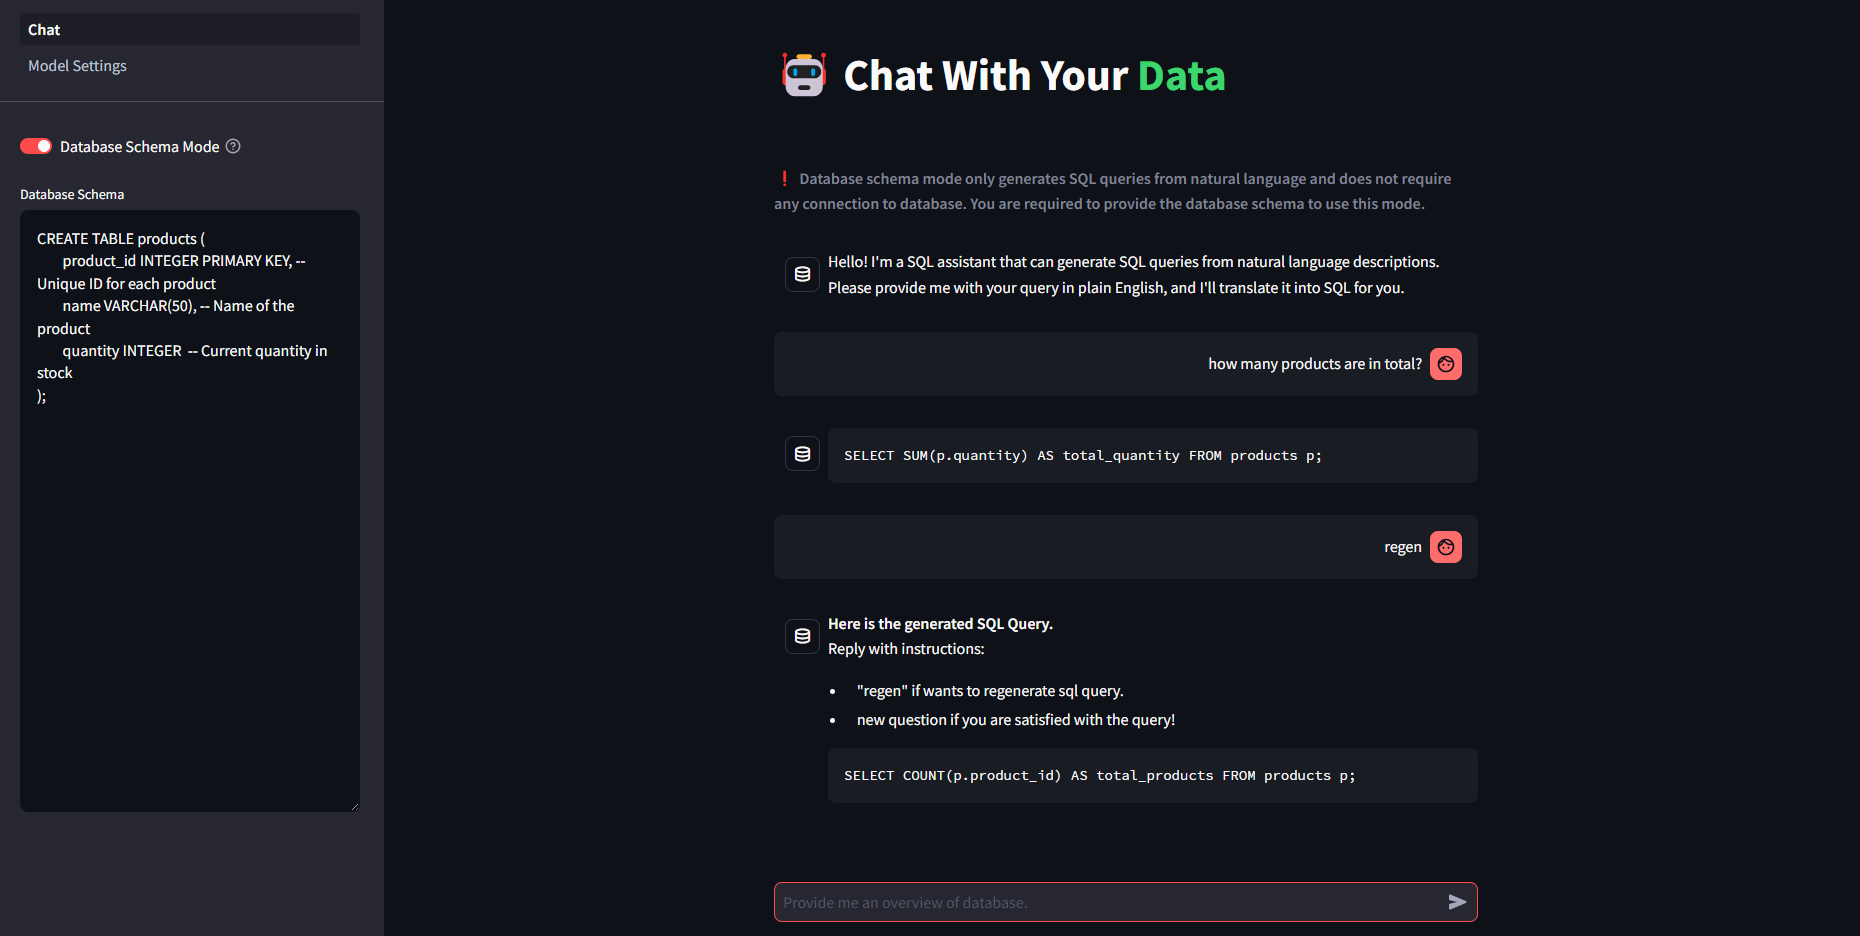 Chat
Model Settings
Database Schema Mode
Database Schema
CREATE TABLE products (
product_id INTEGER PRIMARY KEY, --
Unique ID for each product
name VARCHAR(50), -- Name of the
product
quantity INTEGER -- Current quantity in
stock
);
Chat With Your Data
❗ Database schema mode only generates SQL queries from natural language and does not require
any connection to database. You are required to provide the database schema to use this mode.
Hello! I'm a SQL assistant that can generate SQL queries from natural language descriptions.
Please provide me with your query in plain English, and I'll translate it into SQL for you.
how many products are in total?
SELECT SUM(p.quantity) AS total_quantity FROM products p;
regen
Here is the generated SQL Query.
Reply with instructions:
• "regen" if wants to regenerate sql query.
• new question if you are satisfied with the query!
SELECT COUNT(p.product_id) AS total_products FROM products p;
Provide me an overview of database.